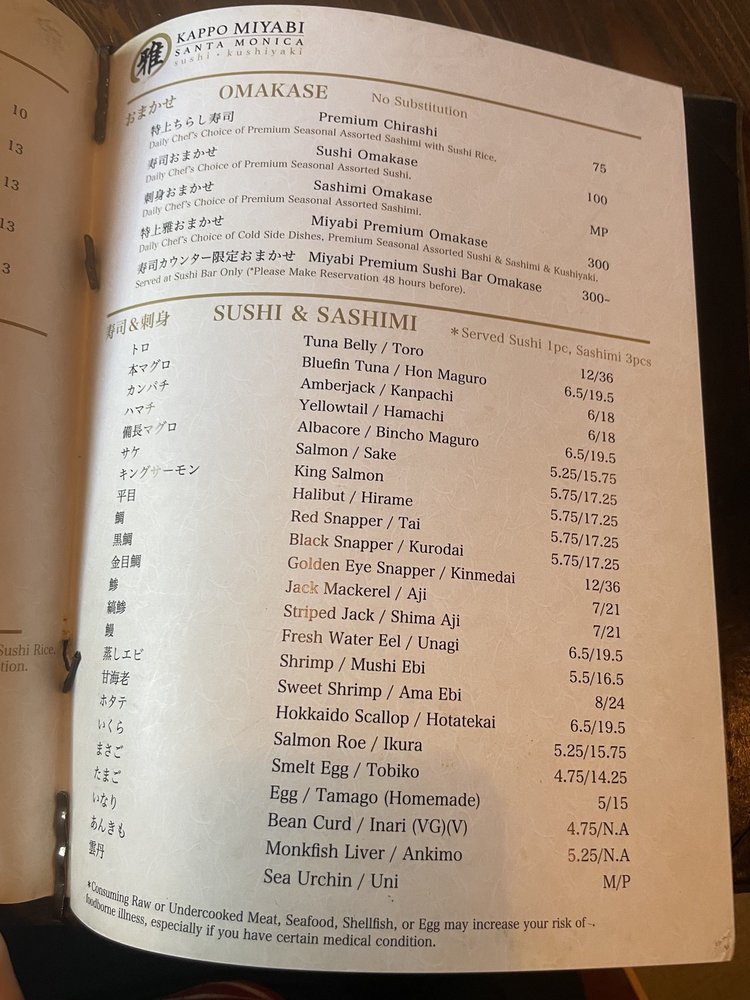 10
13
13
13
3
Sushi Rice.
tion.
雅 KAPPO MIYABI
SANTA MONICA
sushi・kushiyaki
おまかせ OMAKASE No Substitution
特上ちらし寿司 Premium Chirashi 75
Daily Chef's Choice of Premium Seasonal Assorted Sashimi with Sushi Rice.
寿司おまかせ Sushi Omakase 100
Daily Chef's Choice of Premium Seasonal Assorted Sushi.
刺身おまかせ Sashimi Omakase MP
Daily Chef's Choice of Premium Seasonal Assorted Sashimi.
特上雅おまかせ Miyabi Premium Omakase 300
Daily Chef's Choice of Cold Side Dishes, Premium Seasonal Assorted Sushi & Sashimi & Kushiyaki.
寿司カウンター限定おまかせ Miyabi Premium Sushi Bar Omakase 300~
Served at Sushi Bar Only (*Please Make Reservation 48 hours before).
寿司&刺身 SUSHI & SASHIMI *Served Sushi 1pc, Sashimi 3pcs
トロ Tuna Belly / Toro 12/36
本マグロ Bluefin Tuna / Hon Maguro 6.5/19.5
カンパチ Amberjack / Kanpachi 6/18
ハマチ Yellowtail / Hamachi 6/18
備長マグロ Albacore / Bincho Maguro 6.5/19.5
サケ Salmon / Sake 5.25/15.75
キングサーモン King Salmon 5.75/17.25
平目 Halibut / Hirame 5.75/17.25
鯛 Red Snapper / Tai 5.75/17.25
黒鯛 Black Snapper / Kurodai 5.75/17.25
金目鯛 Golden Eye Snapper / Kinmedai 12/36
鯵 Jack Mackerel / Aji 7/21
縞鯵 Striped Jack / Shima Aji 7/21
鰻 Fresh Water Eel / Unagi 6.5/19.5
蒸しエビ Shrimp / Mushi Ebi 5.5/16.5
甘海老 Sweet Shrimp / Ama Ebi 8/24
ホタテ Hokkaido Scallop / Hotatekai 6.5/19.5
いくら Salmon Roe / Ikura 5.25/15.75
まさご Smelt Egg / Tobiko 4.75/14.25
たまご Egg / Tamago (Homemade) 5/15
いなり Bean Curd / Inari (VG)(V) 4.75/N.A
あんきも Monkfish Liver / Ankimo 5.25/N.A
雲丹 Sea Urchin / Uni M/P
*Consuming Raw or Undercooked Meat, Seafood, Shellfish, or Egg may increase your risk of
foodborne illness, especially if you have certain medical condition.